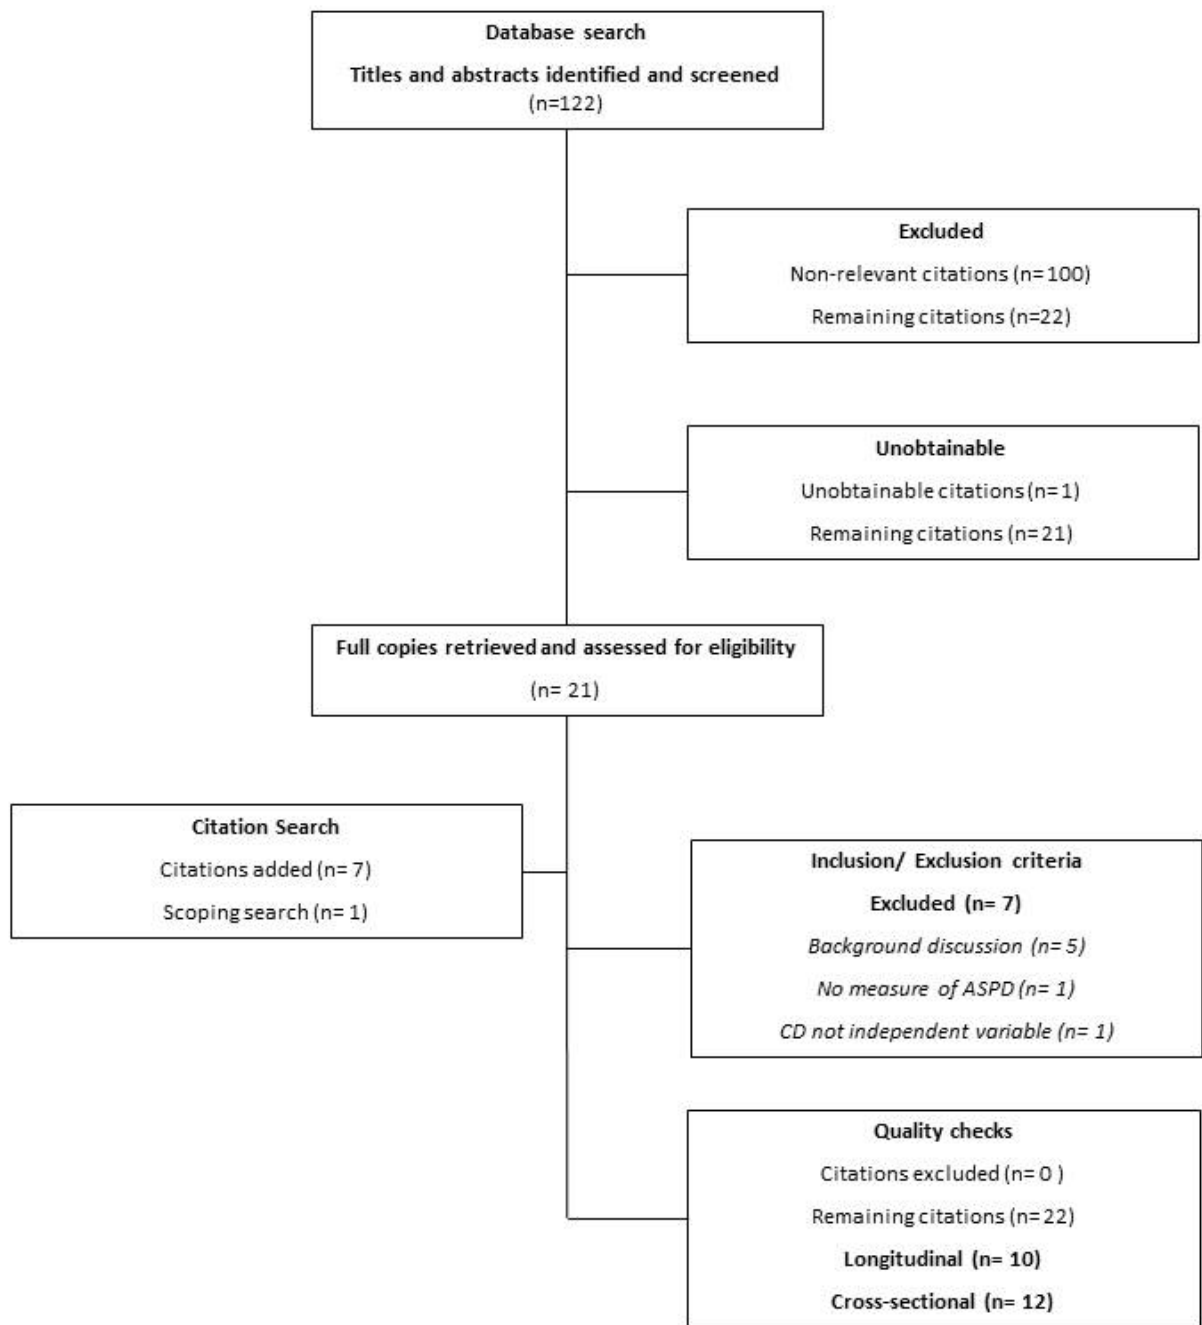 Database search
Titles and abstracts identified and screened
(n=122)
Excluded
Non-relevant citations (n= 100)
Remaining citations (n=22)
Unobtainable
Unobtainable citations (n= 1)
Remaining citations (n= 21)
Full copies retrieved and assessed for eligibility
(n= 21)
Citation Search
Citations added (n= 7)
Scoping search (n= 1)
Inclusion/ Exclusion criteria
Excluded (n= 7)
Background discussion (n= 5)
No measure of ASPD (n= 1)
CD not independent variable (n= 1)
Quality checks
Citations excluded (n= 0 )
Remaining citations (n= 22)
Longitudinal (n= 10)
Cross-sectional (n= 12)